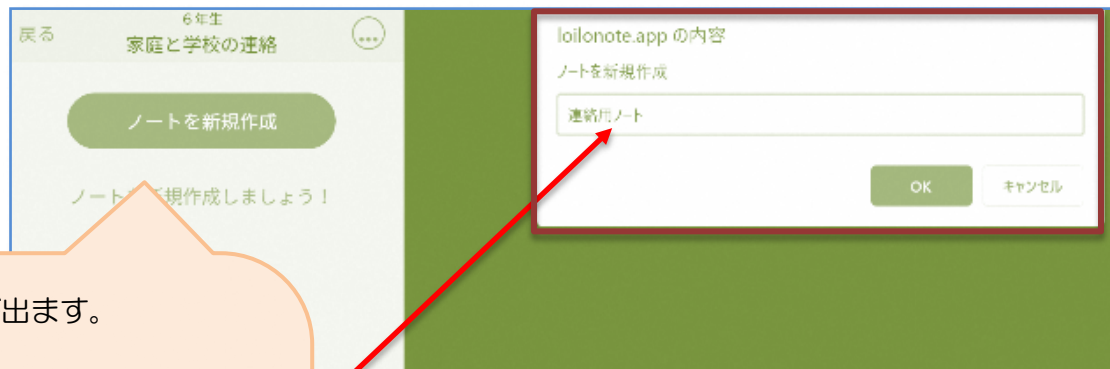 戻る
6年生
家庭と学校の連絡
ノートを新規作成
ノートを新規作成しましょう！
loilonote.app の内容
ノートを新規作成
連絡用ノート
OK
キャンセル
出ます。